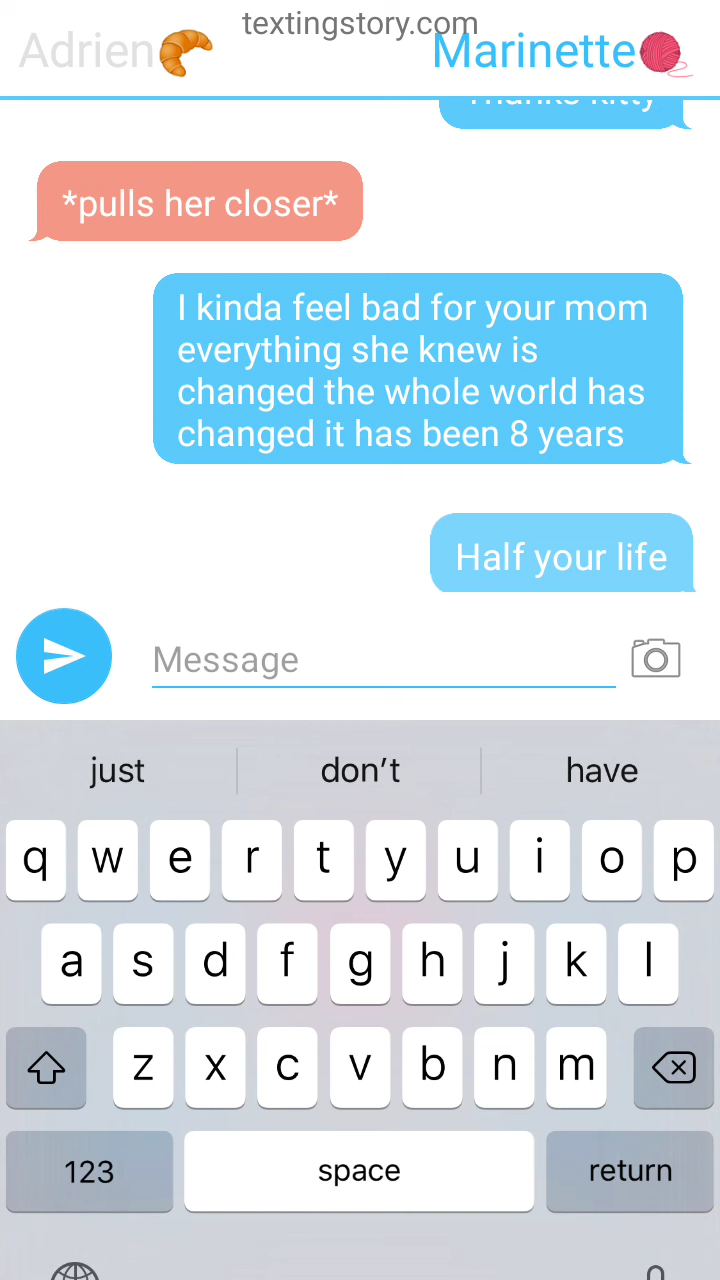 textingstory.com
Adrien🥐 Marinette🧶
Thanks kitty
*pulls her closer*
I kinda feel bad for your mom
everything she knew is
changed the whole world has
changed it has been 8 years
Half your life
Message
just don't have
q w e r t y u i o p
a s d f g h j k l
z x c v b n m
123 space return